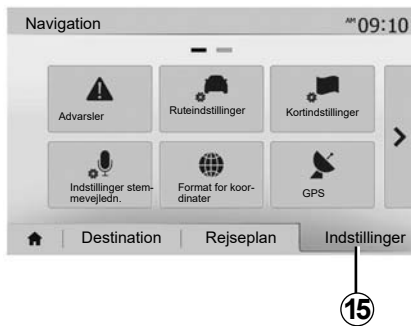 Navigation
AM 09:10
Advarsler
Ruteindstillinger
Kortindstillinger
Indstillinger stem-
mevejledn.
Format for koor-
dinater
GPS
Destination
Rejseplan
Indstillinger
15